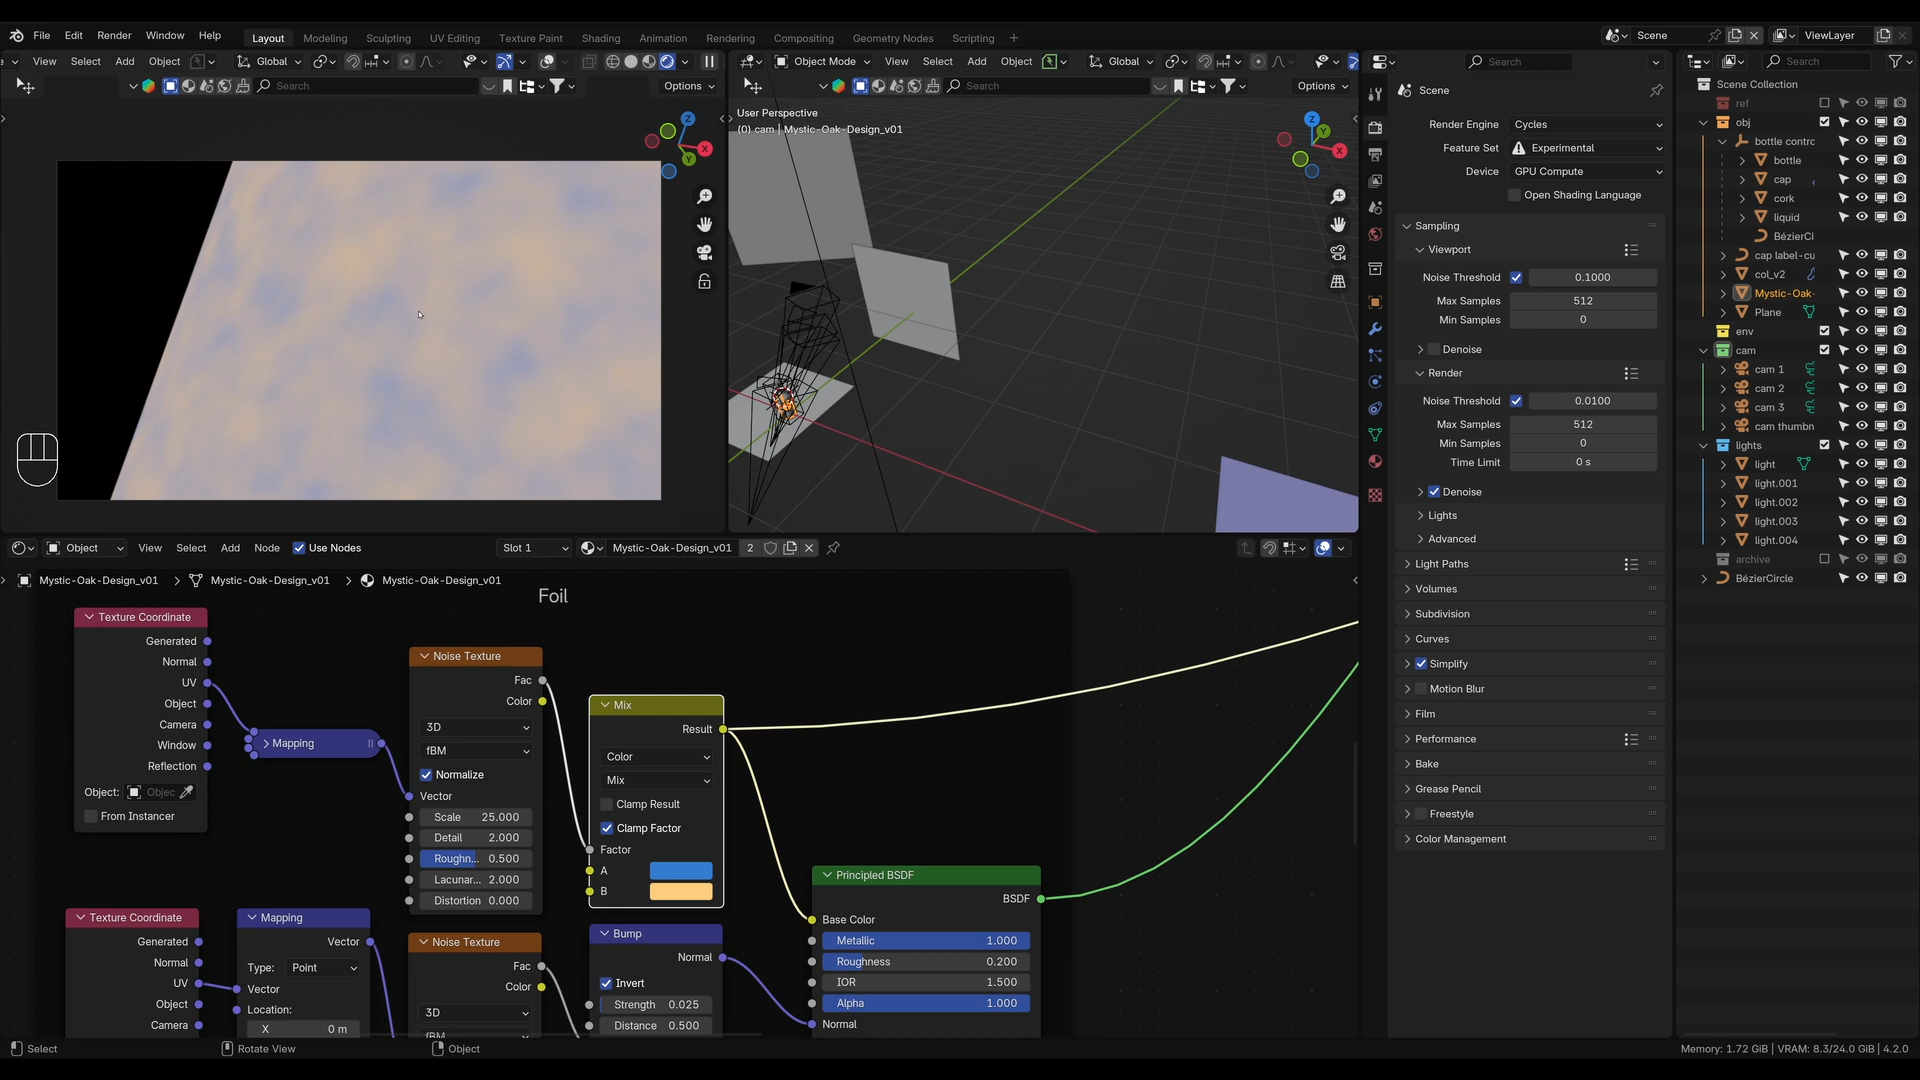 File Edit Render Window Help
Layout Modeling Sculpting UV Editing Texture Paint Shading Animation Rendering Compositing Geometry Nodes Scripting +
Scene
ViewLayer
View Select Add Object
Global
Object Mode
View Select Add Object
Global
Search
Options
Search
Options
User Perspective
(0) cam | Mystic-Oak-Design_v01
Z
X
Y
Z
Y
X
Object
View Select Add Node
Use Nodes
Slot 1
Mystic-Oak-Design_v01
2
Mystic-Oak-Design_v01 > Mystic-Oak-Design_v01 > Mystic-Oak-Design_v01
Foil
Texture Coordinate
Generated
Normal
UV
Object
Camera
Window
Reflection
Object: Objec
From Instancer
Mapping
Noise Texture
Fac
Color
3D
fBM
Normalize
Vector
Scale 25.000
Detail 2.000
Roughn... 0.500
Lacunar... 2.000
Distortion 0.000
Mix
Result
Color
Mix
Clamp Result
Clamp Factor
Factor
A
B
Texture Coordinate
Generated
Normal
UV
Object
Camera
Mapping
Vector
Type: Point
Vector
Location:
X 0 m
Noise Texture
Fac
Color
3D
fBM
Bump
Normal
Invert
Strength 0.025
Distance 0.500
Principled BSDF
BSDF
Base Color
Metallic 1.000
Roughness 0.200
IOR 1.500
Alpha 1.000
Normal
Search
Scene
Render Engine Cycles
Feature Set Experimental
Device GPU Compute
Open Shading Language
Sampling
Viewport
Noise Threshold 0.1000
Max Samples 512
Min Samples 0
Denoise
Render
Noise Threshold 0.0100
Max Samples 512
Min Samples 0
Time Limit 0 s
Denoise
Lights
Advanced
Light Paths
Volumes
Subdivision
Curves
Simplify
Motion Blur
Film
Performance
Bake
Grease Pencil
Freestyle
Color Management
Search
Scene Collection
ref
obj
bottle contrc
bottle
cap
cork
liquid
BézierCi
cap label-cu
col_v2
Mystic-Oak-
Plane
env
cam
cam 1
cam 2
cam 3
cam thumbn
lights
light
light.001
light.002
light.003
light.004
archive
BézierCircle
Select
Rotate View
Object
Memory: 1.72 GiB | VRAM: 8.3/24.0 GiB | 4.2.0